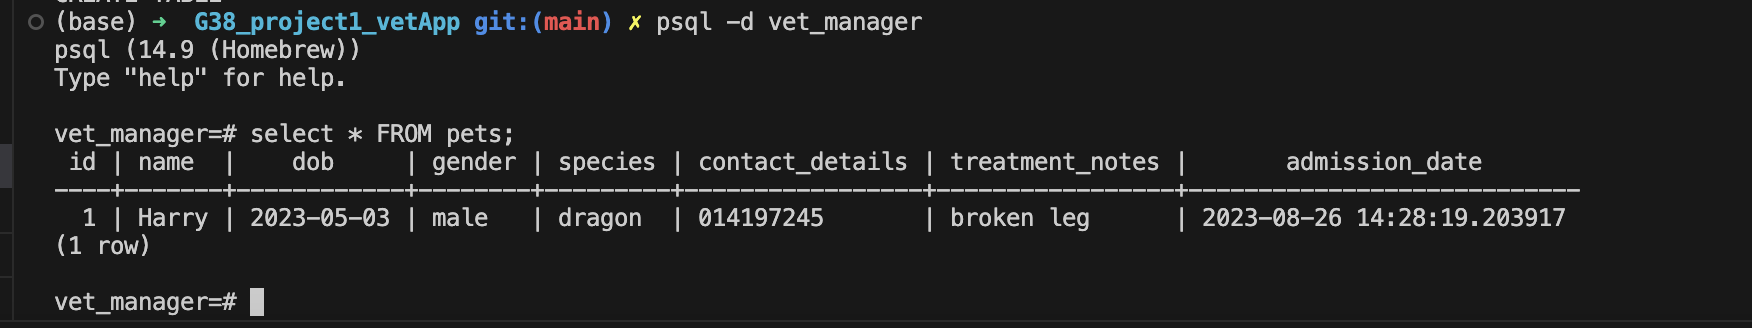 (base) ➜ G38_project1_vetApp git:(main) ✗ psql -d vet_manager
psql (14.9 (Homebrew))
Type "help" for help.
vet_manager=# select * FROM pets;
 id | name  |    dob     | gender | species | contact_details | treatment_notes |       admission_date
----+-------+------------+--------+---------+-----------------+-----------------+----------------------------
  1 | Harry | 2023-05-03 | male   | dragon  | 014197245       | broken leg      | 2023-08-26 14:28:19.203917
(1 row)
vet_manager=#